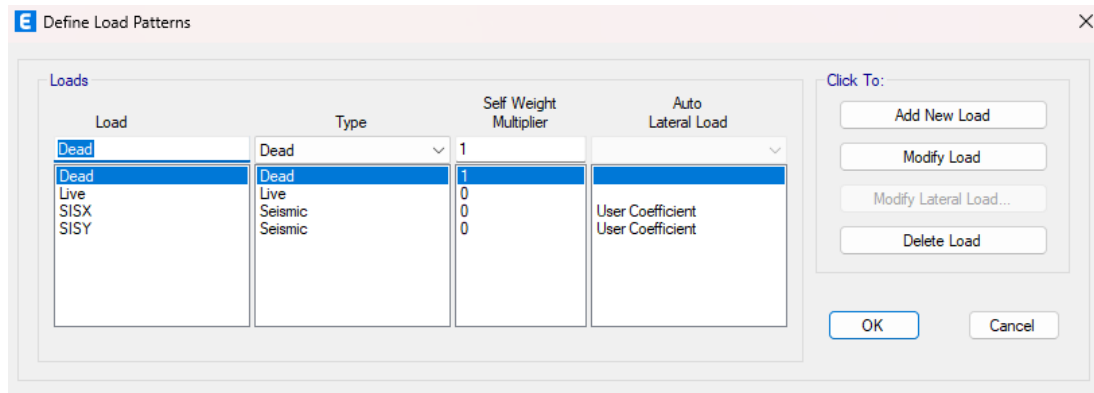 E Define Load Patterns
Loads
Load Type Self Weight Multiplier Auto Lateral Load
Dead Dead 1
Dead Dead 1
Live Live 0
SISX Seismic 0 User Coefficient
SISY Seismic 0 User Coefficient
Click To:
Add New Load
Modify Load
Modify Lateral Load...
Delete Load
OK Cancel